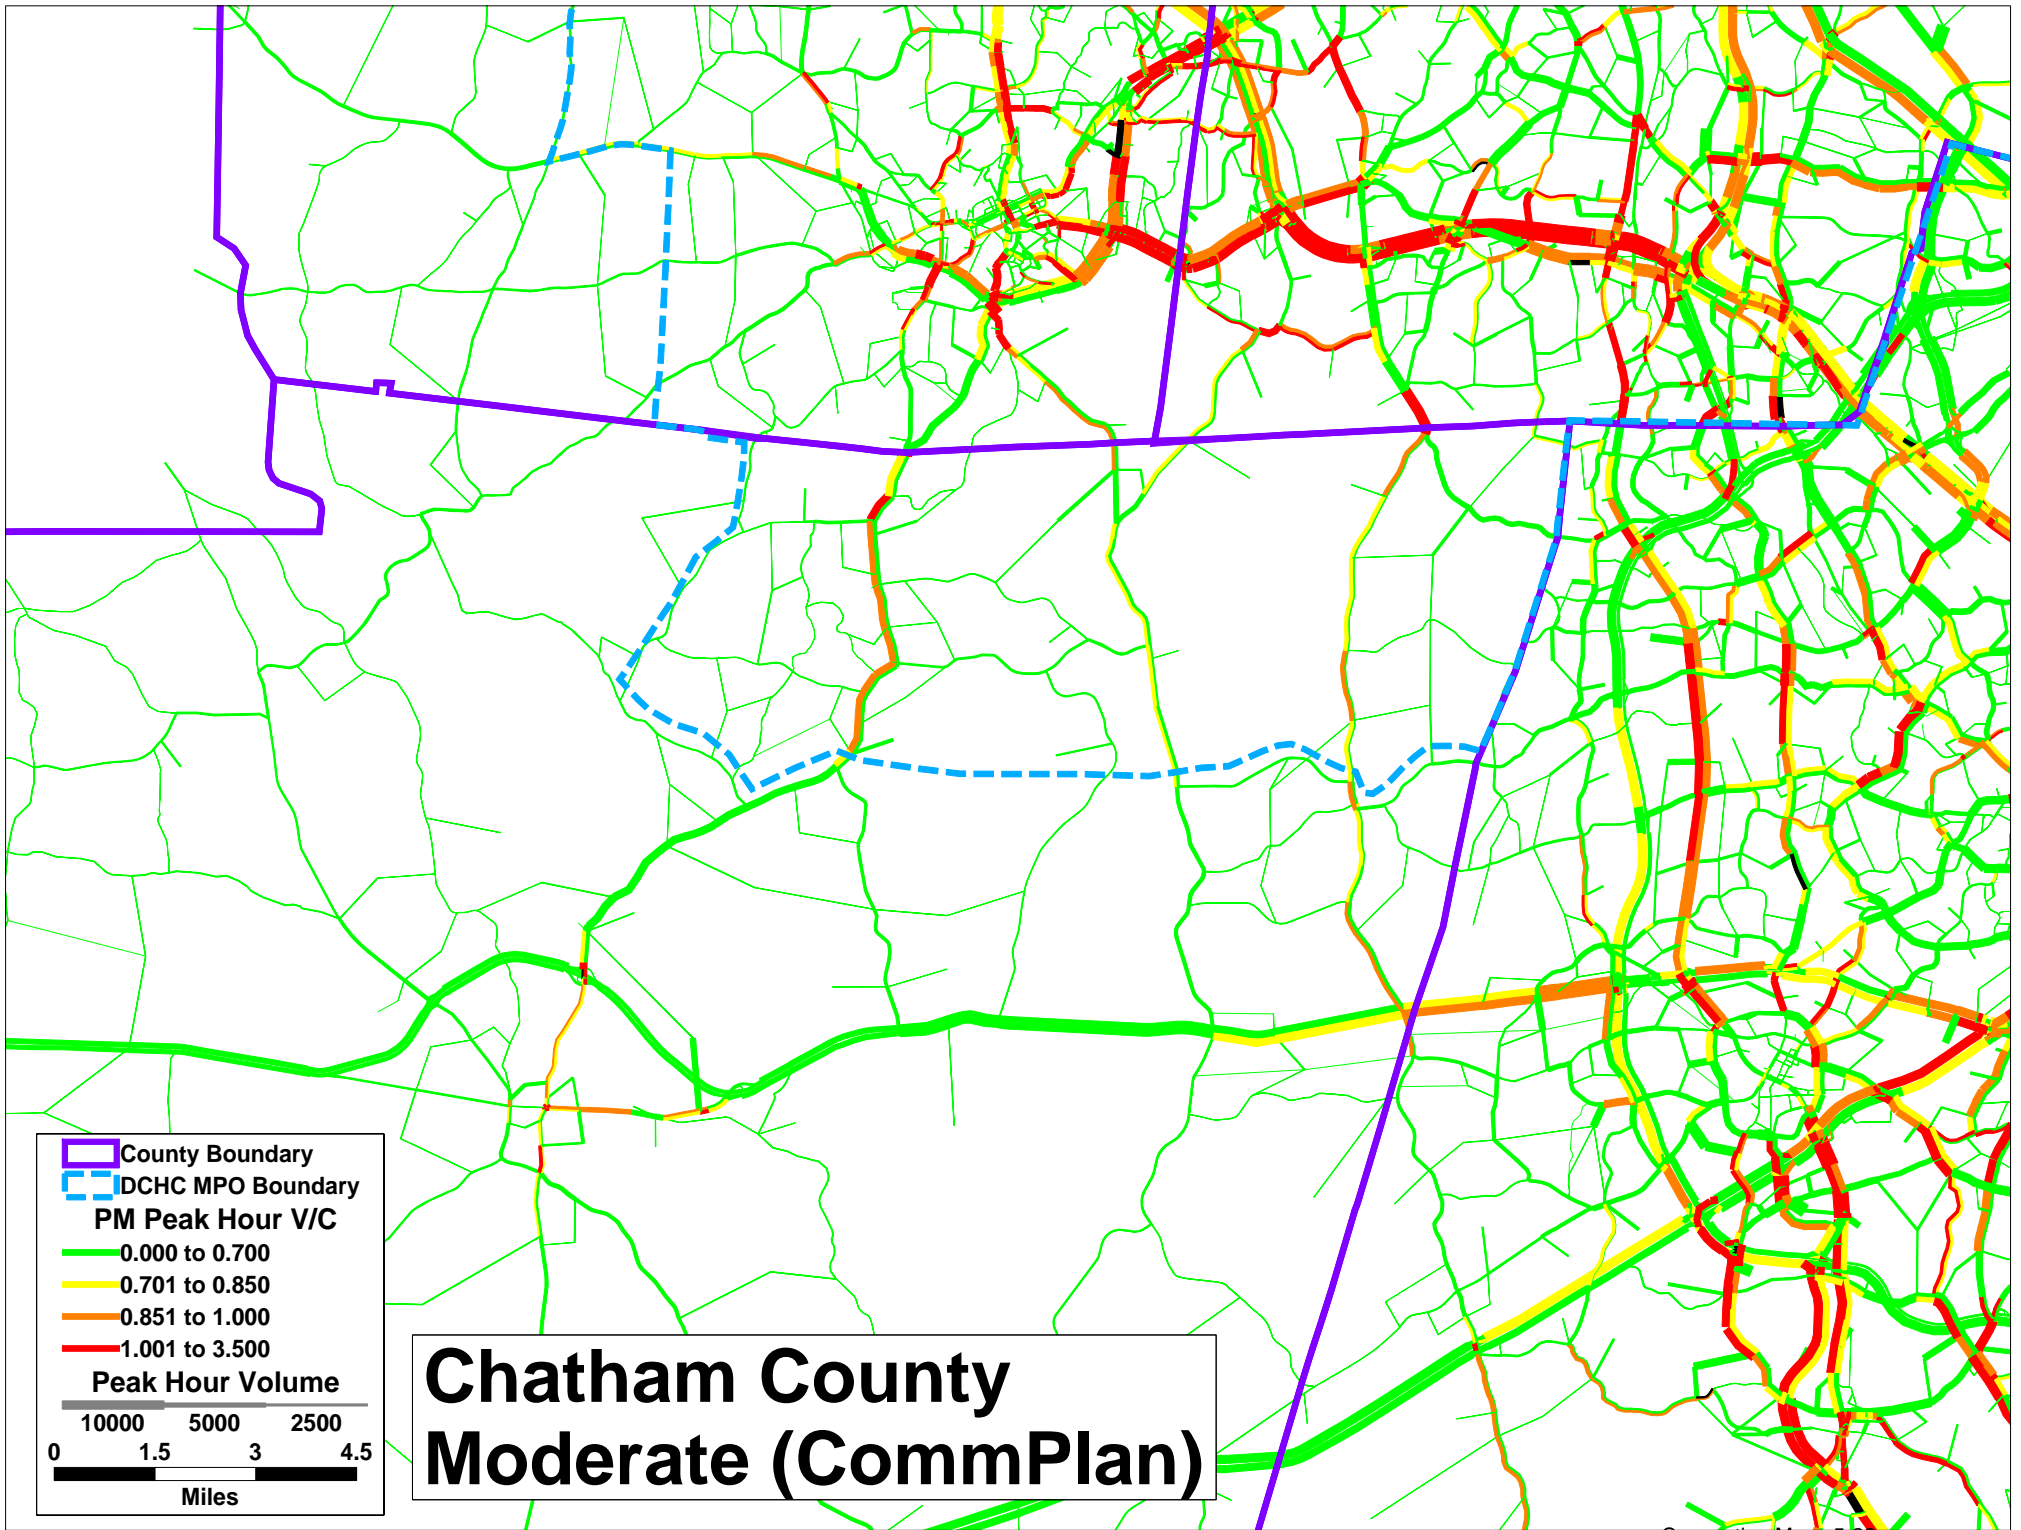 County Boundary
DCHC MPO Boundary
PM Peak Hour V/C
0.000 to 0.700
0.701 to 0.850
0.851 to 1.000
1.001 to 3.500
Peak Hour Volume
10000 5000 2500
0 1.5 3 4.5
Miles
Chatham County
Moderate (CommPlan)